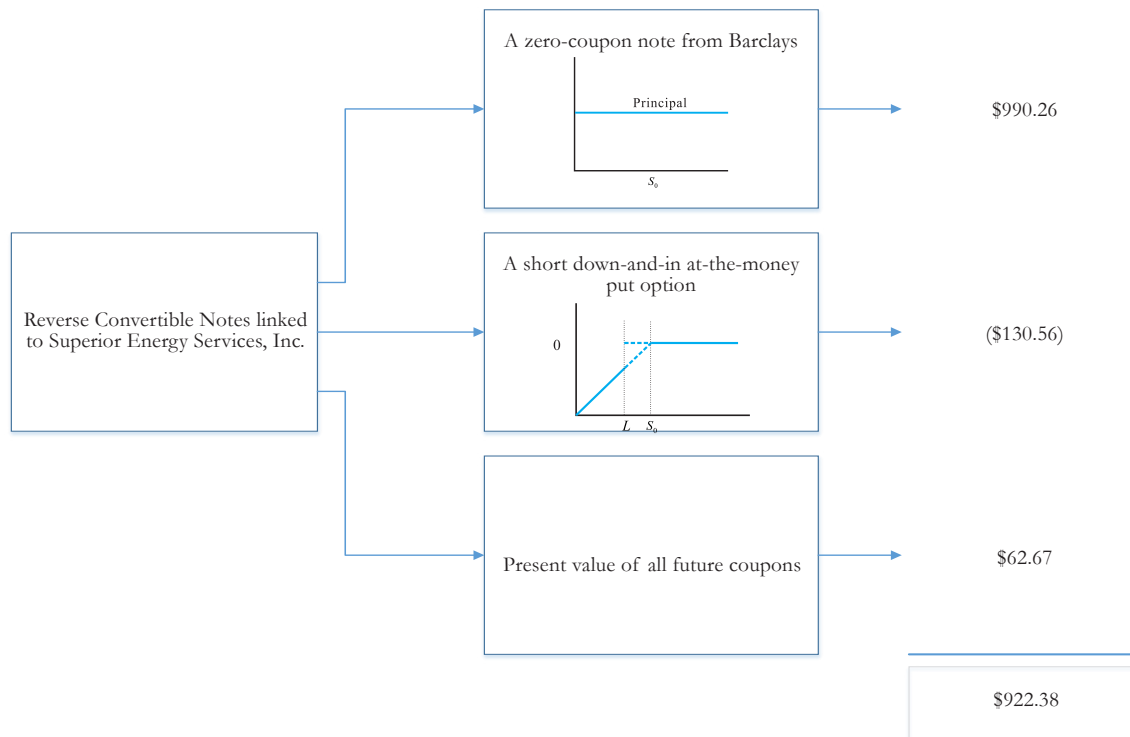 A zero-coupon note from Barclays
Principal
S₀
$990.26
Reverse Convertible Notes linked
to Superior Energy Services, Inc.
A short down-and-in at-the-money
put option
0
L S₀
($130.56)
Present value of all future coupons
$62.67
$922.38